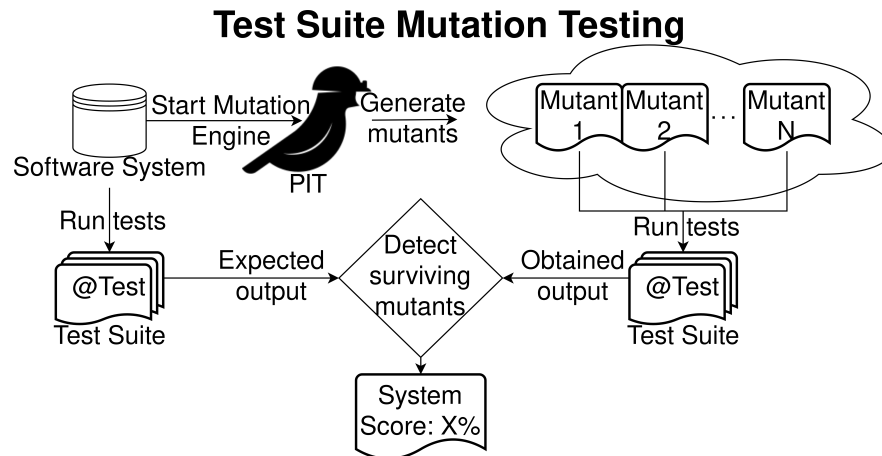 Test Suite Mutation Testing
Start Mutation
Engine
Generate
mutants
Mutant
1
Mutant
2
...
Mutant
N
Software System
PIT
Run tests
Run tests
@Test
Test Suite
Expected
output
Detect
surviving
mutants
Obtained
output
@Test
Test Suite
System
Score: X%